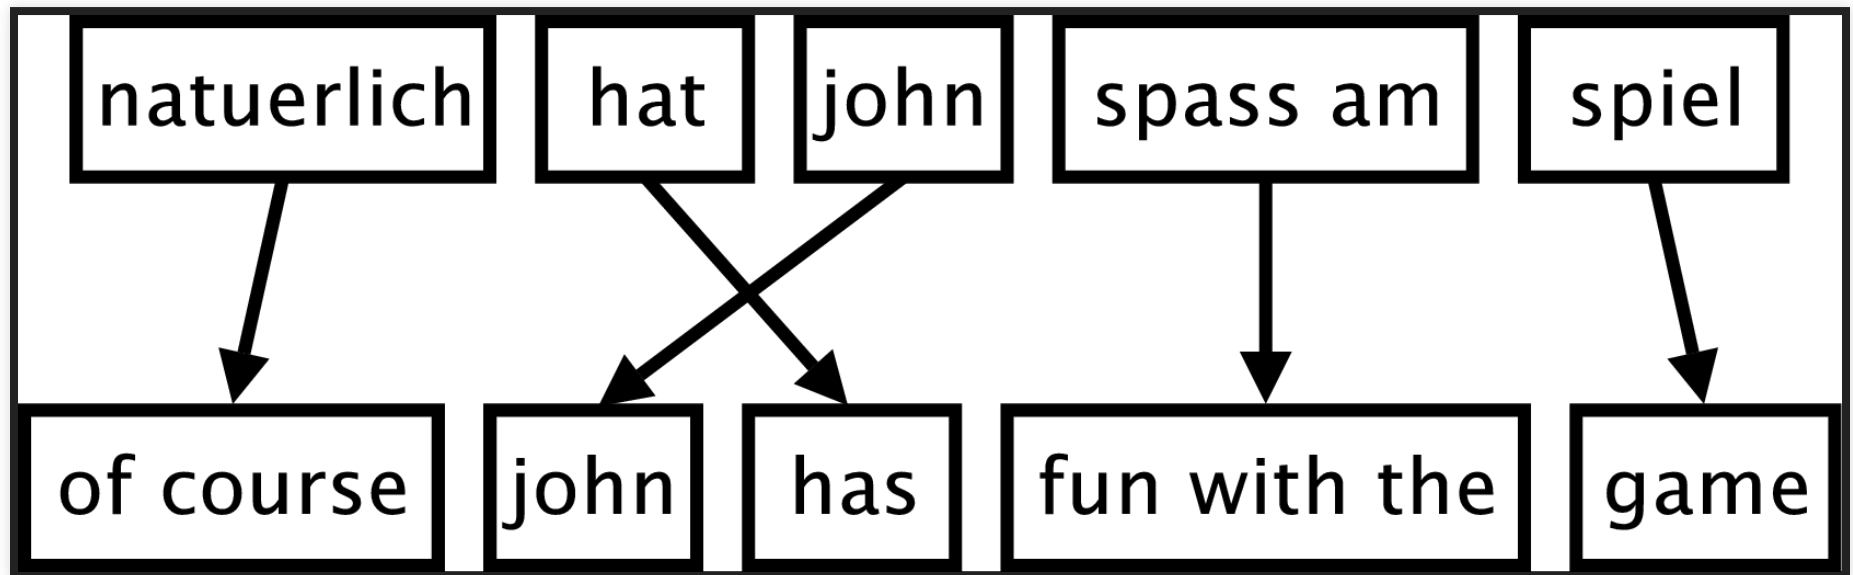 natuerlich hat john spass am spiel
of course john has fun with the game